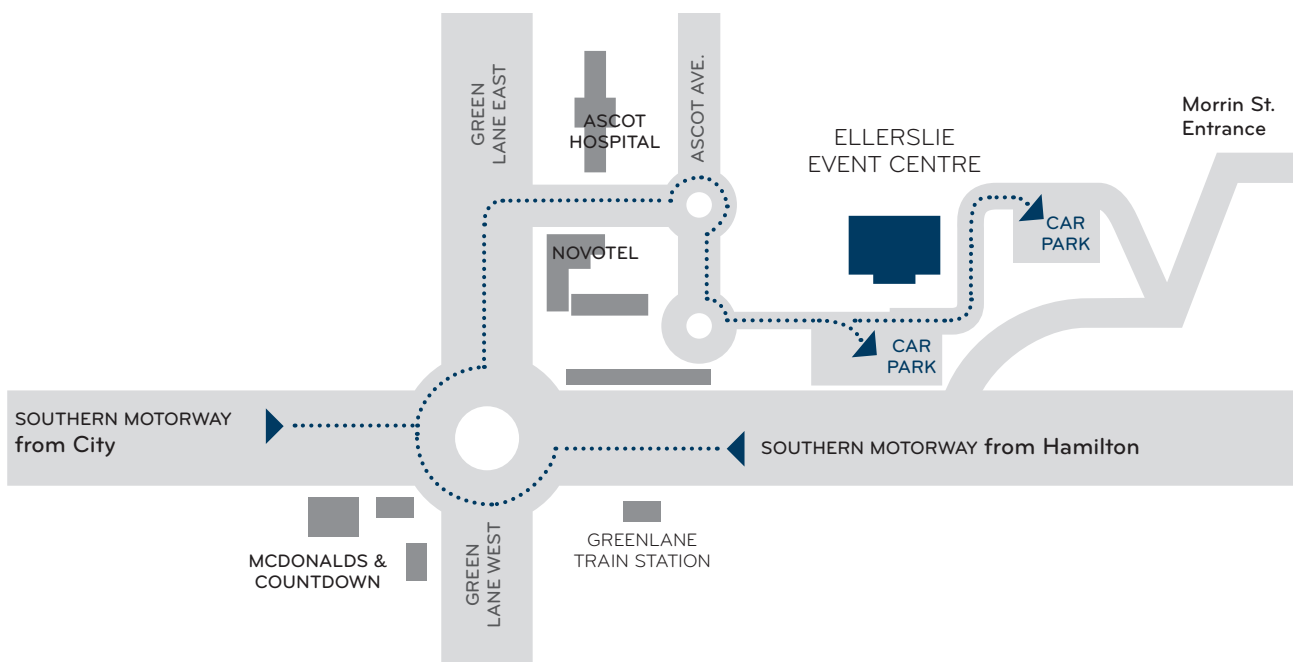 GREEN
LANE EAST
ASCOT
HOSPITAL
ASCOT AVE.
ELLERSLIE
EVENT CENTRE
Morrin St.
Entrance
CAR
PARK
NOVOTEL
CAR
PARK
SOUTHERN MOTORWAY
from City
SOUTHERN MOTORWAY from Hamilton
MCDONALDS &
COUNTDOWN
GREEN
LANE WEST
GREENLANE
TRAIN STATION